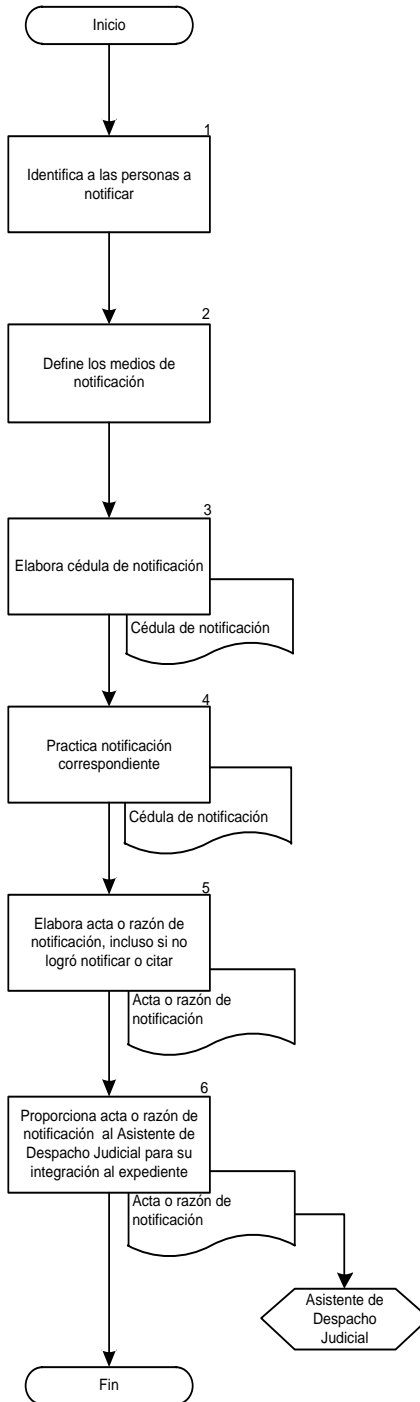 Inicio
1
Identifica a las personas a
notificar
2
Define los medios de
notificación
3
Elabora cédula de notificación
Cédula de notificación
4
Practica notificación
correspondiente
Cédula de notificación
5
Elabora acta o razón de
notificación, incluso si no
logró notificar o citar
Acta o razón de
notificación
6
Proporciona acta o razón de
notificación al Asistente de
Despacho Judicial para su
integración al expediente
Acta o razón de
notificación
Asistente de
Despacho
Judicial
Fin